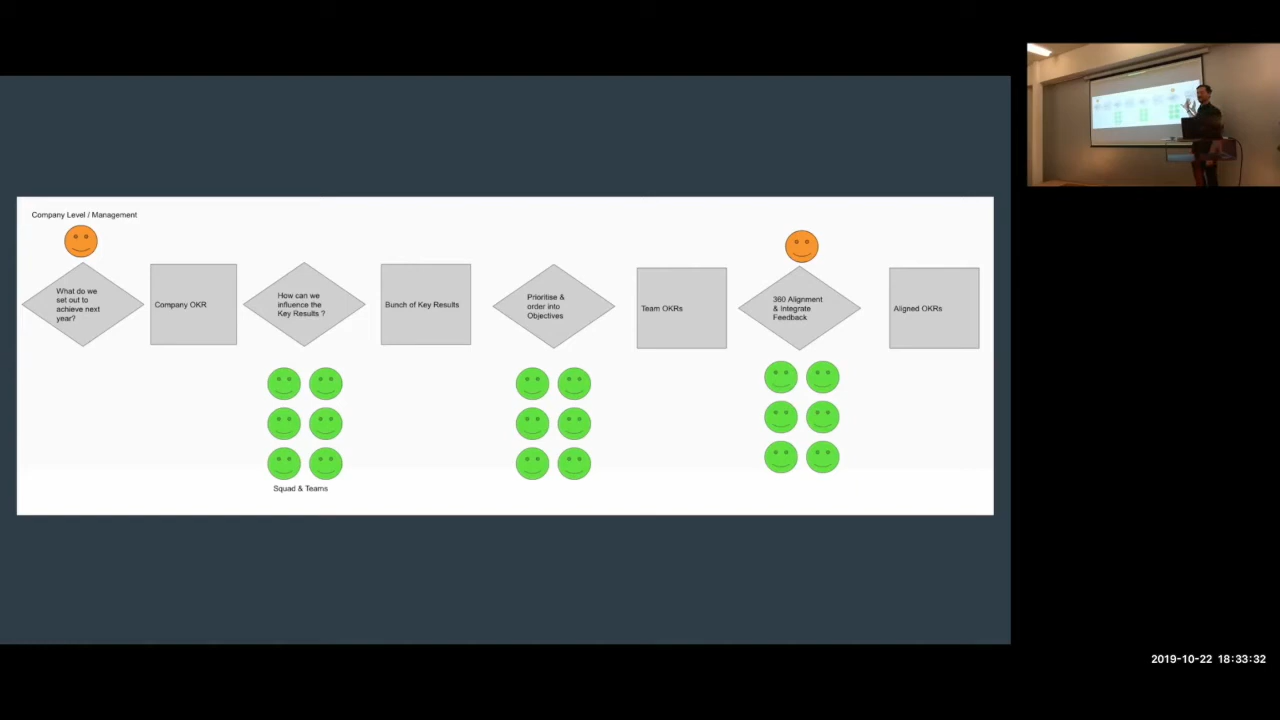 Company Level / Management
What do we
set out to
achieve next
year?
Company OKR
How can we
influence the
Key Results ?
Bunch of Key Results
Prioritise &
order into
Objectives
Team OKRs
360 Alignment
& Integrate
Feedback
Aligned OKRs
Squad & Teams
2019-10-22 18:33:32